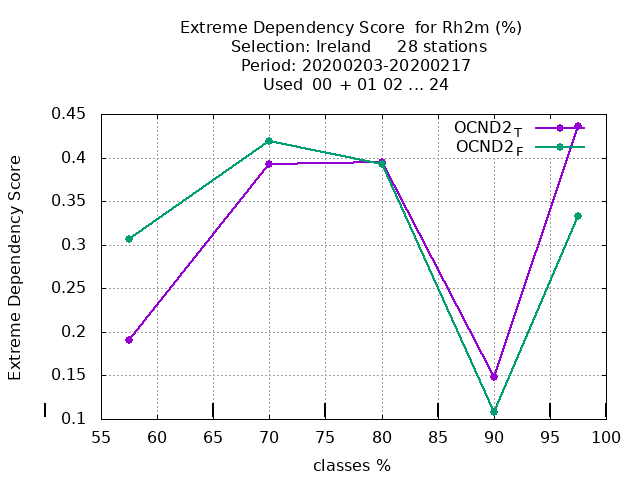 Extreme Dependency Score  for Rh2m (%)
Selection: Ireland     28 stations
Period: 20200203-20200217
Used  00 + 01 02 ... 24
Extreme Dependency Score
0.45
0.4
0.35
0.3
0.25
0.2
0.15
0.1
OCND2T
OCND2F
55 60 65 70 75 80 85 90 95 100
classes %